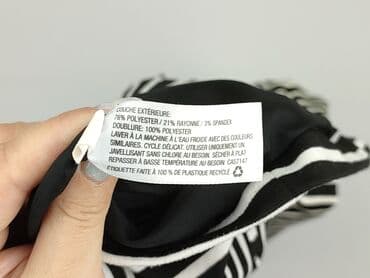 COUCHE EXTÉRIEURE:
76% POLYESTER / 21% RAYONNE / 3% SPANDEX
DOUBLURE: 100% POLYESTER
LAVER À LA MACHINE À L'EAU FROIDE AVEC DES COULEURS
SIMILAIRES. CYCLE DÉLICAT. UTILISER UNIQUEMENT UN
JAVELLISANT SANS CHLORE AU BESOIN. SÉCHER À PLAT
REPASSER À BASSE TEMPÉRATURE AU BESOIN. CA57147
ETIQUETTE FAITE À 100 % DE PLASTIQUE RECYCLÉ